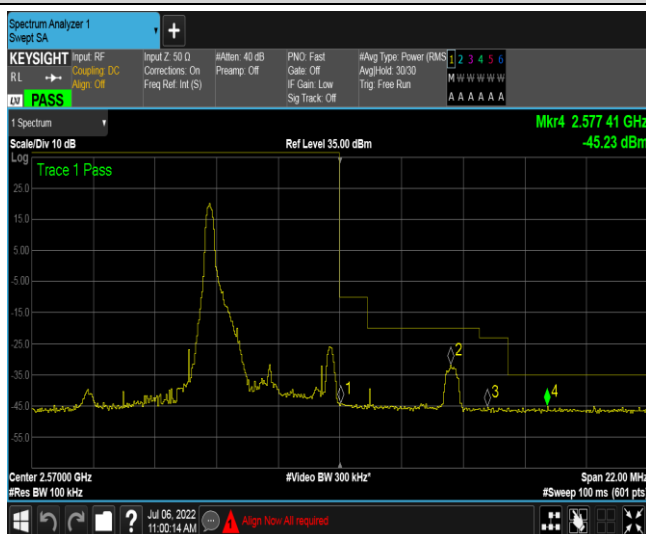 Spectrum Analyzer 1
Swept SA
+
KEYSIGHT
RL
LXI
PASS
Input: RF
Coupling: DC
Align: Off
Input Z: 50 Ω
Corrections: On
Freq Ref: Int (S)
#Atten: 40 dB
Preamp: Off
PNO: Fast
Gate: Off
IF Gain: Low
Sig Track: Off
#Avg Type: Power (RMS
Avg|Hold: 30/30
Trig: Free Run
1 2 3 4 5 6
M W W W W W
A A A A A A
1 Spectrum
Mkr4 2.577 41 GHz
Scale/Div 10 dB
Ref Level 35.00 dBm
-45.23 dBm
Log
Trace 1 Pass
25.0
15.0
5.00
-5.00
-15.0
-25.0
2
-35.0
1
3
4
-45.0
-55.0
Center 2.57000 GHz
#Video BW 300 kHz*
Span 22.00 MHz
#Res BW 100 kHz
#Sweep 100 ms (601 pts)
?
Jul 06, 2022
11:00:14 AM
Align Now All required